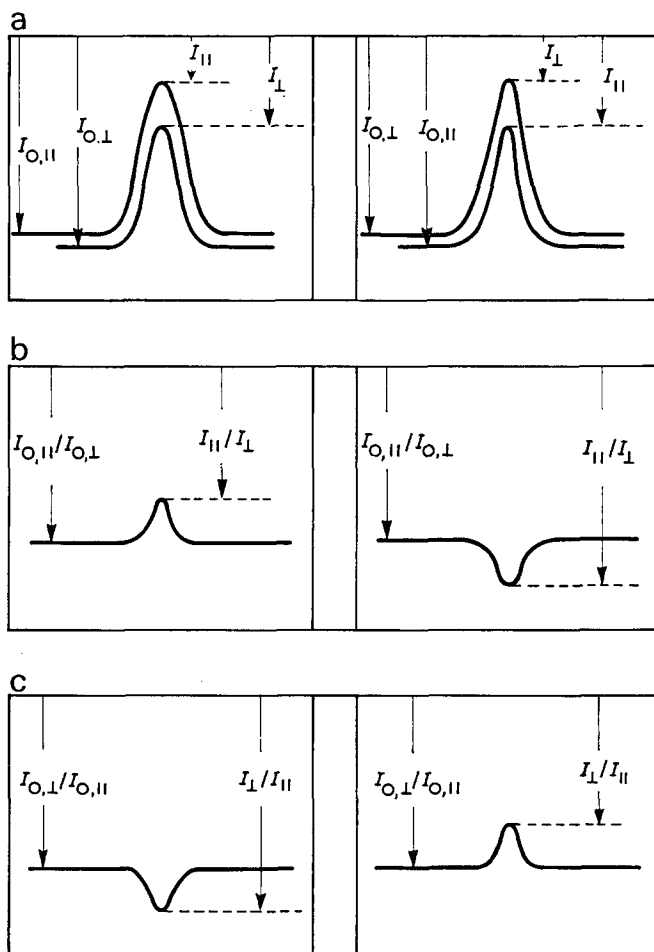 a
I||
I⊥
I⊥
I||
I0,||
I0,⊥
I0,⊥
I0,||
b
I0,||/I0,⊥
I||/I⊥
I0,||/I0,⊥
I||/I⊥
c
I0,⊥/I0,||
I⊥/I||
I0,⊥/I0,||
I⊥/I||